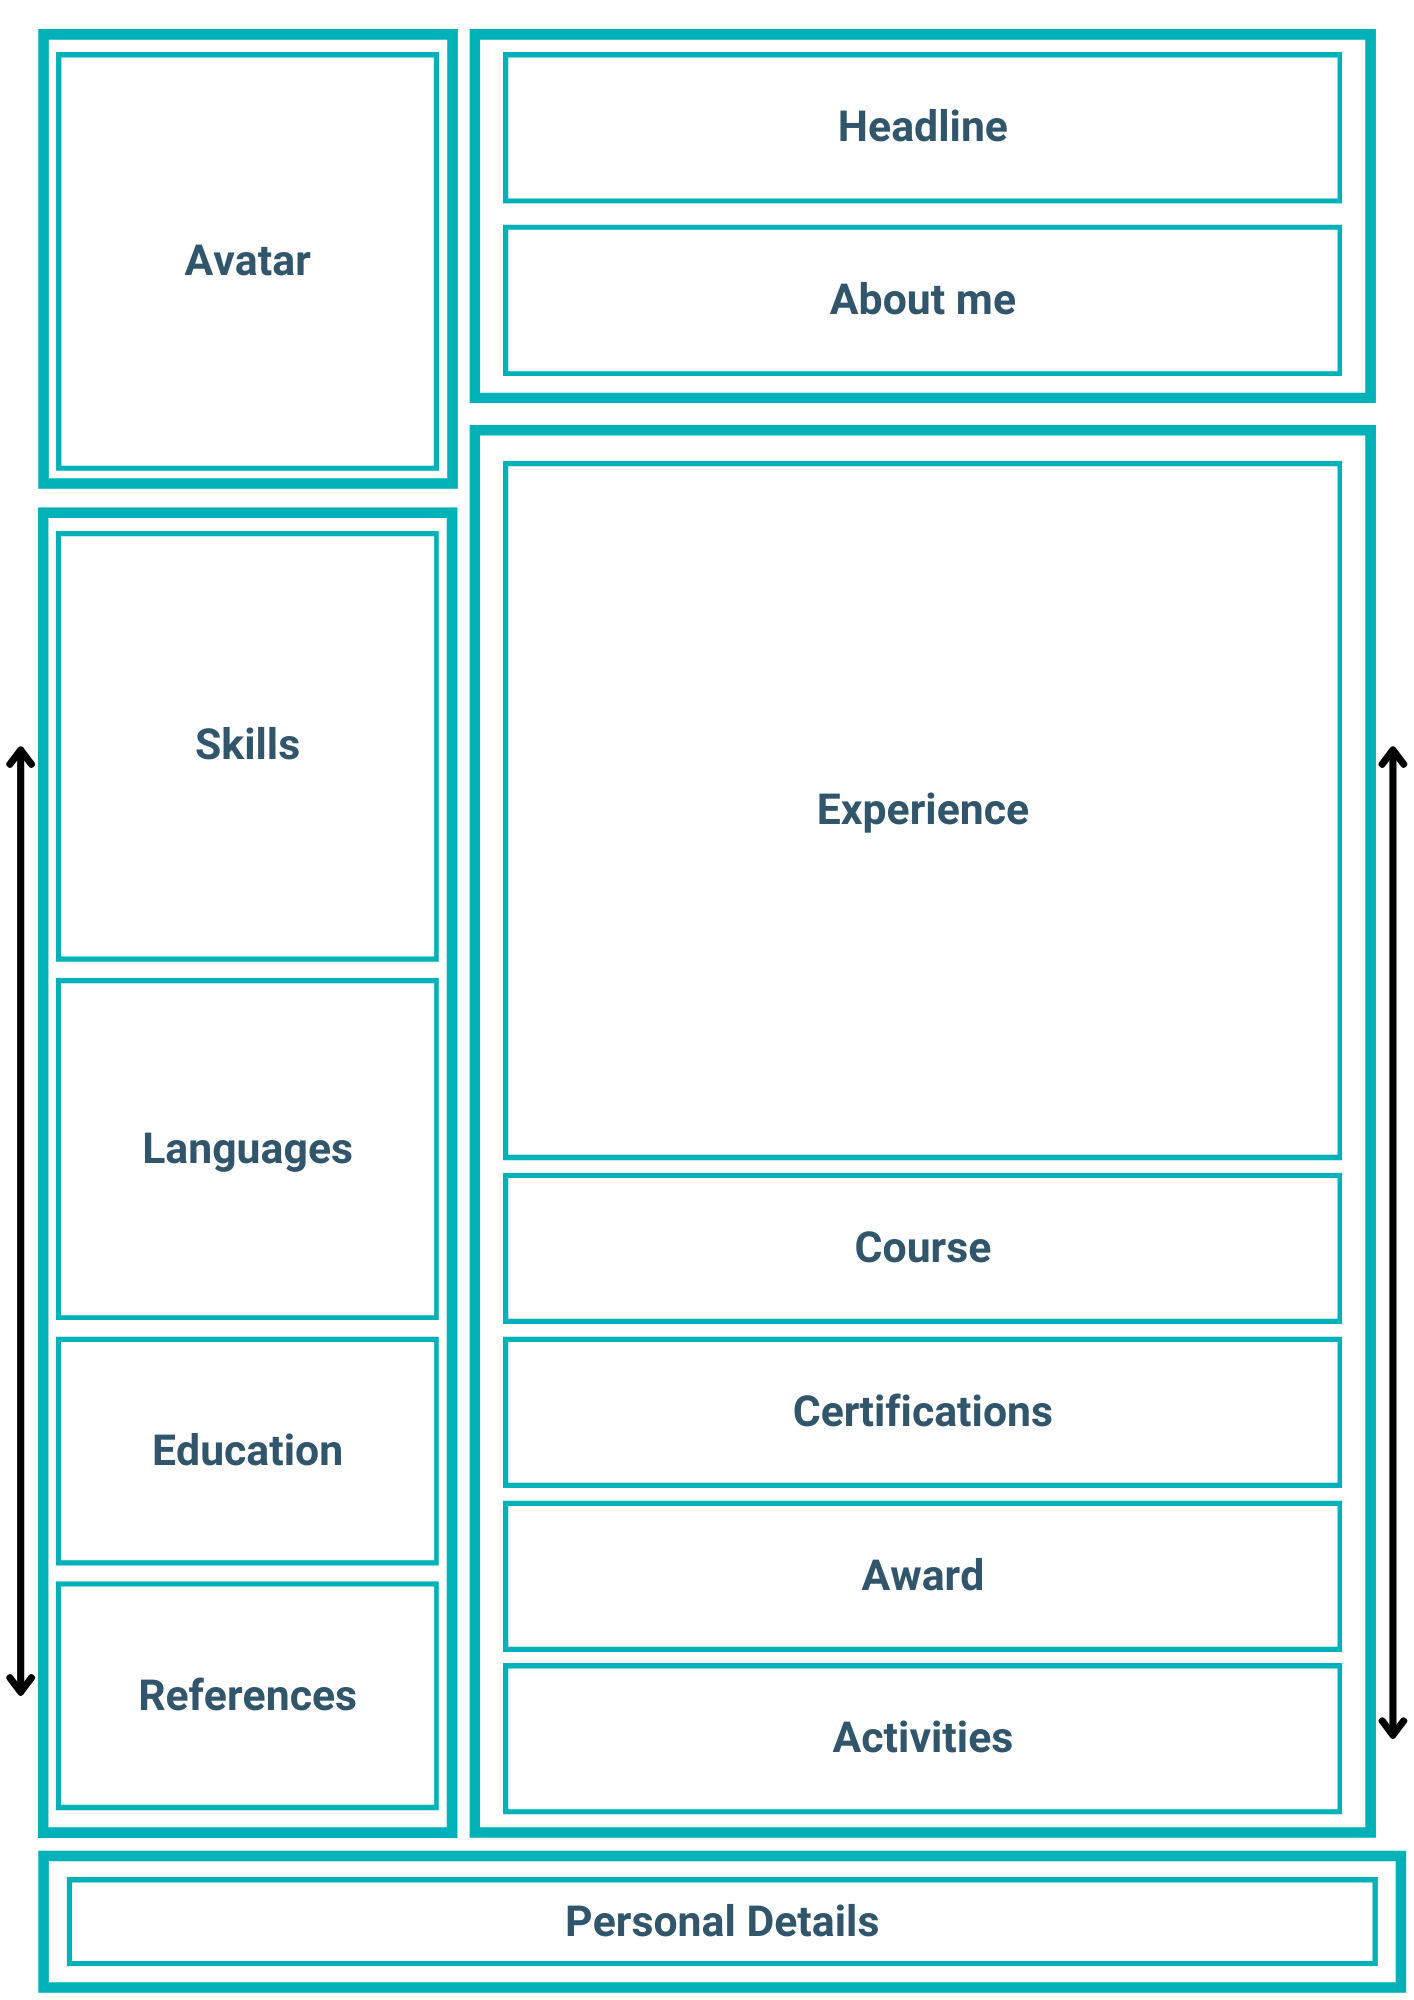 Avatar
Headline
About me
Skills
Languages
Education
References
Experience
Course
Certifications
Award
Activities
Personal Details